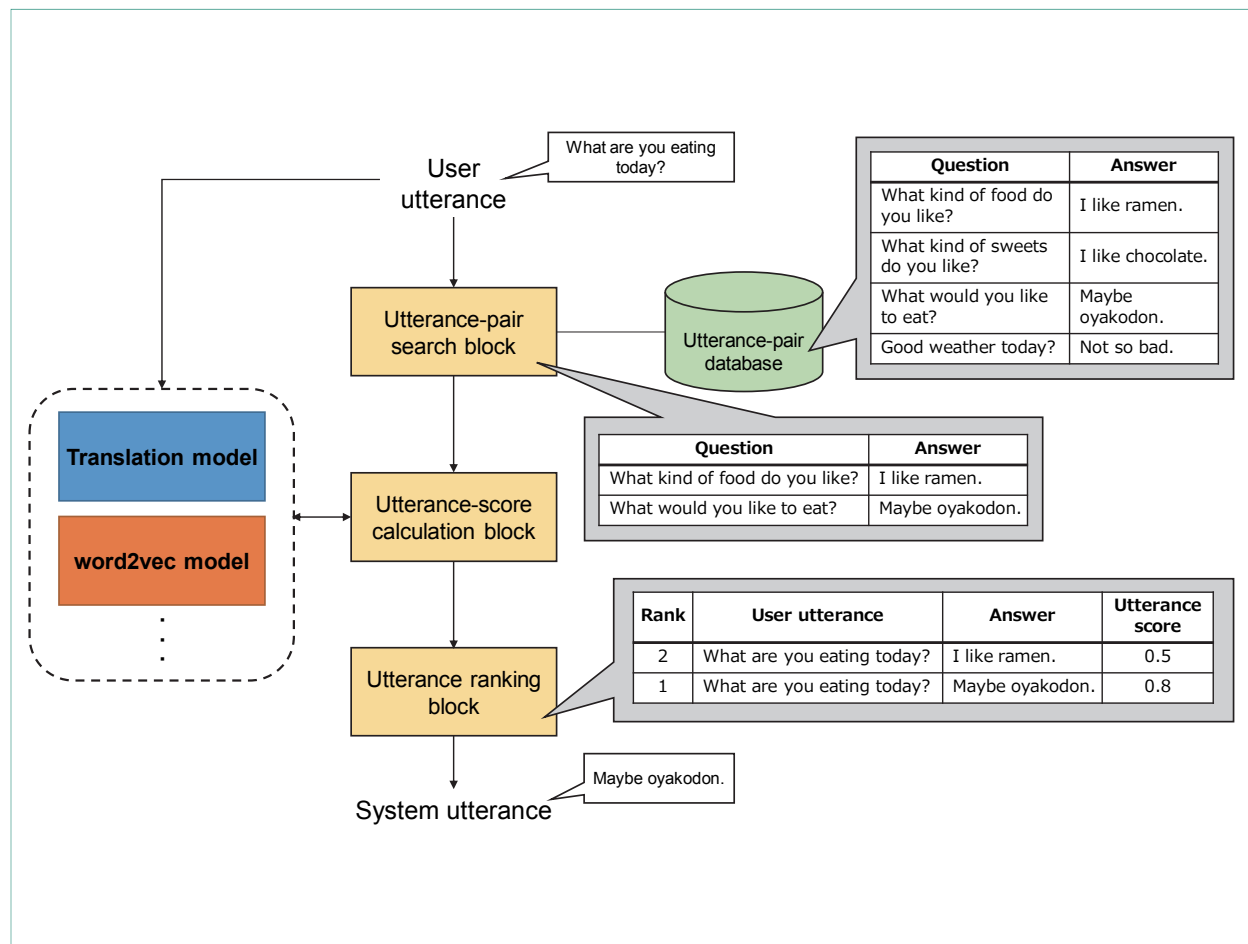 What are you eating
today?
User
utterance
Question Answer
What kind of food do
you like?
I like ramen.
What kind of sweets
do you like?
I like chocolate.
What would you like
to eat?
Maybe
oyakodon.
Good weather today? Not so bad.
Utterance-pair
search block
Utterance-pair
database
Question Answer
What kind of food do you like? I like ramen.
What would you like to eat? Maybe oyakodon.
Translation model
word2vec model
Utterance-score
calculation block
Rank User utterance Answer Utterance
score
2 What are you eating today? I like ramen. 0.5
1 What are you eating today? Maybe oyakodon. 0.8
Utterance ranking
block
Maybe oyakodon.
System utterance